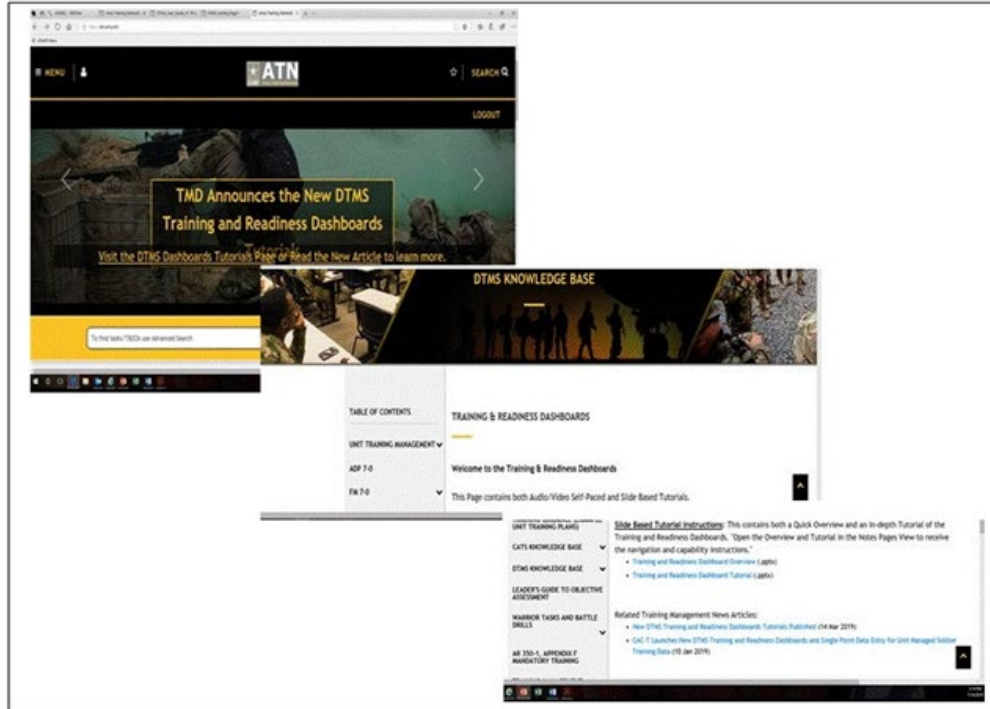 MENU
ATN
SEARCH
LOGOUT
TMD Announces the New DTMS
Training and Readiness Dashboards
Tutorials
Visit the DTMS Dashboards Tutorials Page or Read the New Article to learn more.
To find tasks/TSGOs use Advanced Search
DTMS KNOWLEDGE BASE
TABLE OF CONTENTS
UNIT TRAINING MANAGEMENT
ADP 7-0
FM 7-0
TRAINING & READINESS DASHBOARDS
Welcome to the Training & Readiness Dashboards
This Page contains both Audio/Video Self-Paced and Slide Based Tutorials.
UNIT TRAINING PLANS)
CATS KNOWLEDGE BASE
DTMS KNOWLEDGE BASE
LEADER'S GUIDE TO OBJECTIVE
ASSESSMENT
WARRIOR TASKS AND BATTLE
DRILLS
AR 350-1, APPENDIX F
MANDATORY TRAINING
Slide Based Tutorial Instructions: This contains both a Quick Overview and an in-depth Tutorial of the
Training and Readiness Dashboards. "Open the Overview and Tutorial in the Notes Pages View to receive
the navigation and capability instructions."
Training and Readiness Dashboard Overview (.pptx)
Training and Readiness Dashboard Tutorial (.pptx)
Related Training Management News Articles:
New DTMS Training and Readiness Dashboards Tutorials Published (14 Mar 2019)
CAC-T Launches New DTMS Training and Readiness Dashboards and Single Point Data Entry for Unit Managed Soldier
Training Data (10 Jan 2019)